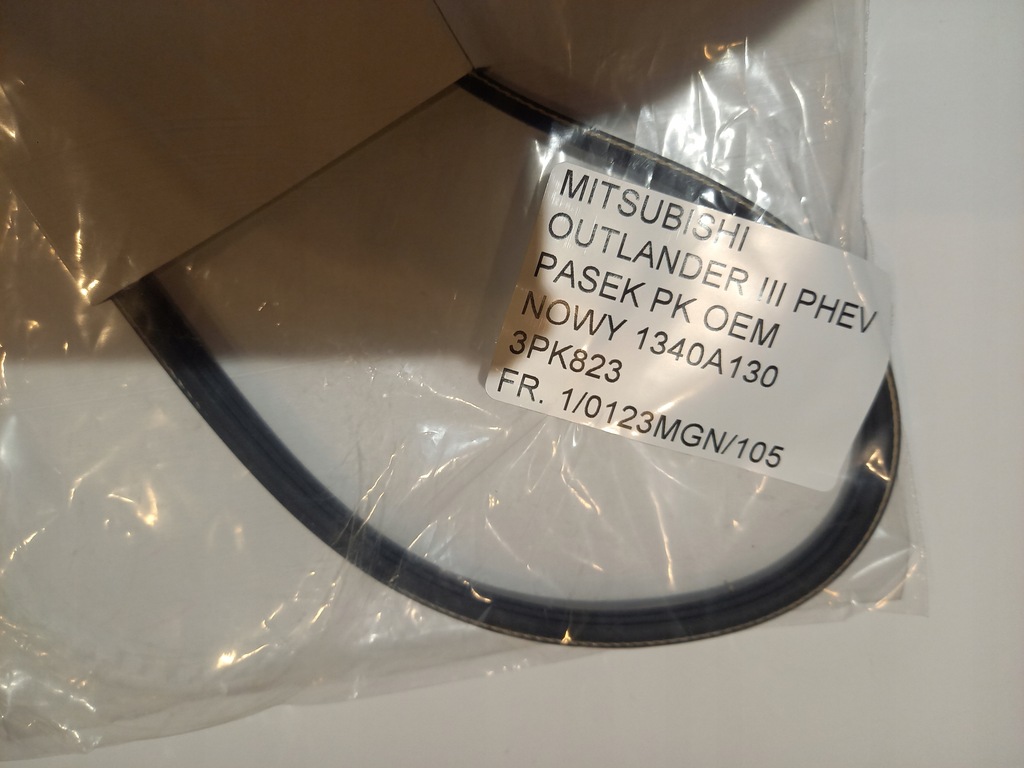 MITSUBISHI
OUTLANDER III PHEV
PASEK PK OEM
NOWY 1340A130
3PK823
FR. 1/0123MGN/105